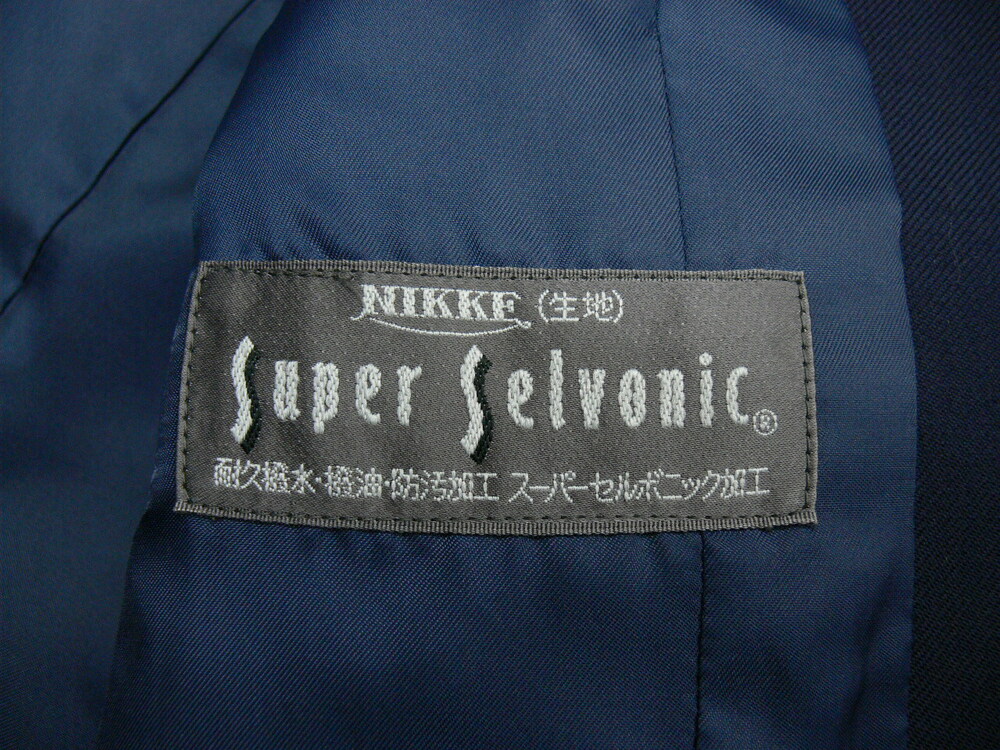 NIKKE (生地)
Super Selvonic®
耐久撥水・撥油・防汚加工 スーパーセルボニック加工